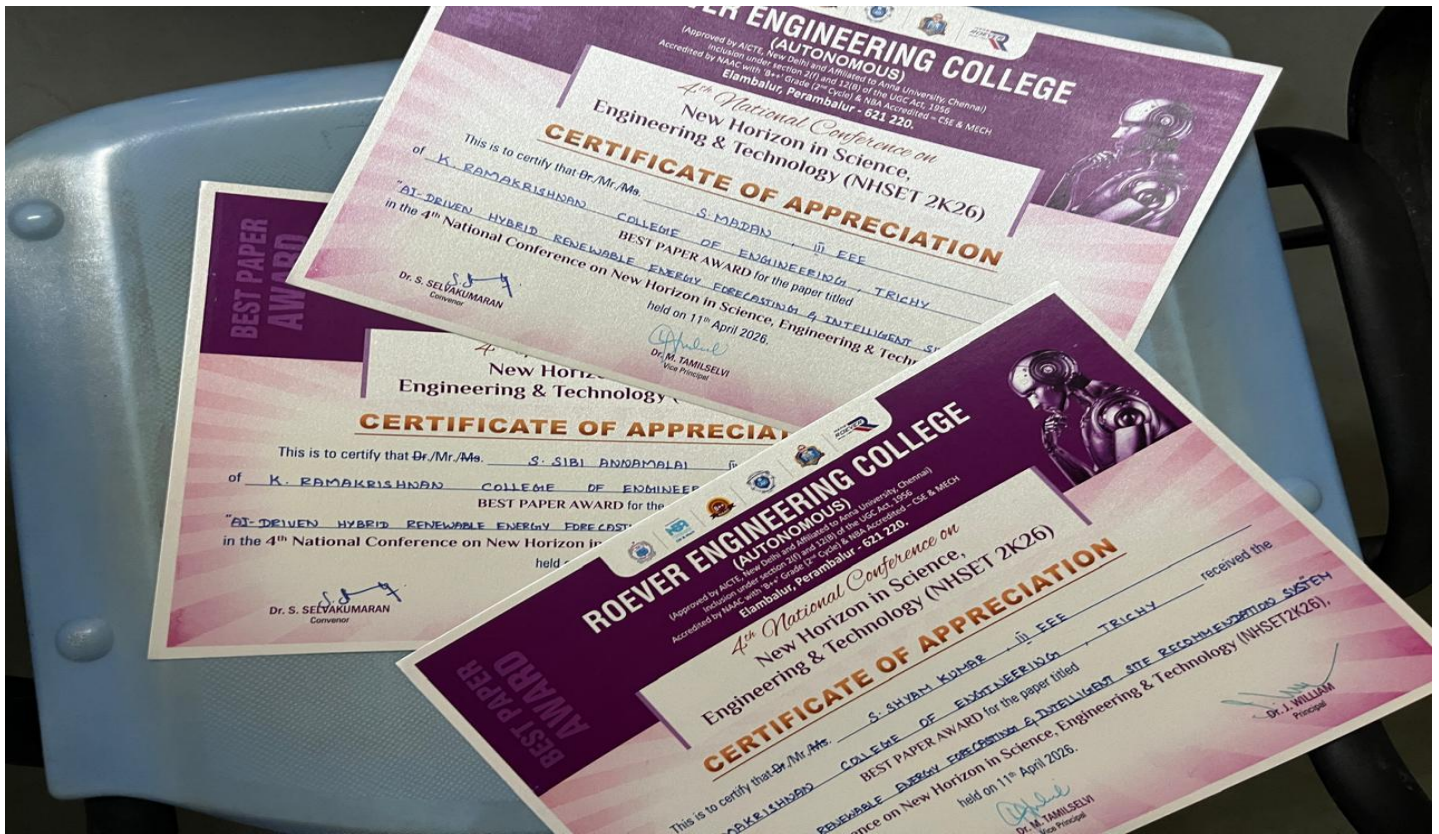 ER ENGINEERING COLLEGE
(AUTONOMOUS)
(Approved by AICTE, New Delhi and Affiliated to Anna University, Chennai)
Inclusion under section 2(f) and 12(B) of the UGC Act, 1956
Accredited by NAAC with 'B++' Grade (2nd Cycle) & NBA Accredited – CSE & MECH
Elambalur, Perambalur - 621 220.
4th National Conference on
New Horizon in Science,
Engineering & Technology (NHSET 2K26)
CERTIFICATE OF APPRECIATION
This is to certify that Dr./Mr./Ms. S. MADAN, iii EEE
of K RAMAKRISHNAN COLLEGE OF ENGINEERING, TRICHY
BEST PAPER AWARD for the paper titled
"AI-DRIVEN HYBRID RENEWABLE ENERGY FORECASTING & INTELLIGENT
in the 4th National Conference on New Horizon in Science, Engineering & Techn
held on 11th April 2026.
Dr. S. SELVAKUMARAN
Convenor
Dr. M. TAMILSELVI
Vice Principal
BEST PAPER
AWARD
New Horiz
Engineering & Technology
CERTIFICATE OF APPRECIA
This is to certify that Dr./Mr./Ms. S. SIBI ANNAMALAI
of K. RAMAKRISHNAN COLLEGE OF ENGINEER
BEST PAPER AWARD for the
"AI-DRIVEN HYBRID RENEWABLE ENERGY FORECAST
in the 4th National Conference on New Horizon in
held
Dr. S. SELVAKUMARAN
Convenor
ROEVER ENGINEERING COLLEGE
(AUTONOMOUS)
(Approved by AICTE, New Delhi and Affiliated to Anna University, Chennai)
Inclusion under section 2(f) and 12(B) of the UGC Act, 1956
Accredited by NAAC with 'B++' Grade (2nd Cycle) & NBA Accredited – CSE & MECH
Elambalur, Perambalur - 621 220.
BEST PAPER
AWARD
4th National Conference on
New Horizon in Science,
Engineering & Technology (NHSET 2K26)
CERTIFICATE OF APPRECIATION
This is to certify that Dr./Mr./Ms. S. SHYAM KUMAR, iii EEE
AMAKRISHNAN COLLEGE OF ENGINEERING, TRICHY received the
BEST PAPER AWARD for the paper titled
RENEWABLE ENERGY FORECASTING & INTELLIGENT SITE RECOMMENDATION SYSTEM"
ence on New Horizon in Science, Engineering & Technology (NHSET2K26),
held on 11th April 2026.
Dr. M. TAMILSELVI
Vice Principal
Dr. J. WILLIAM
Principal